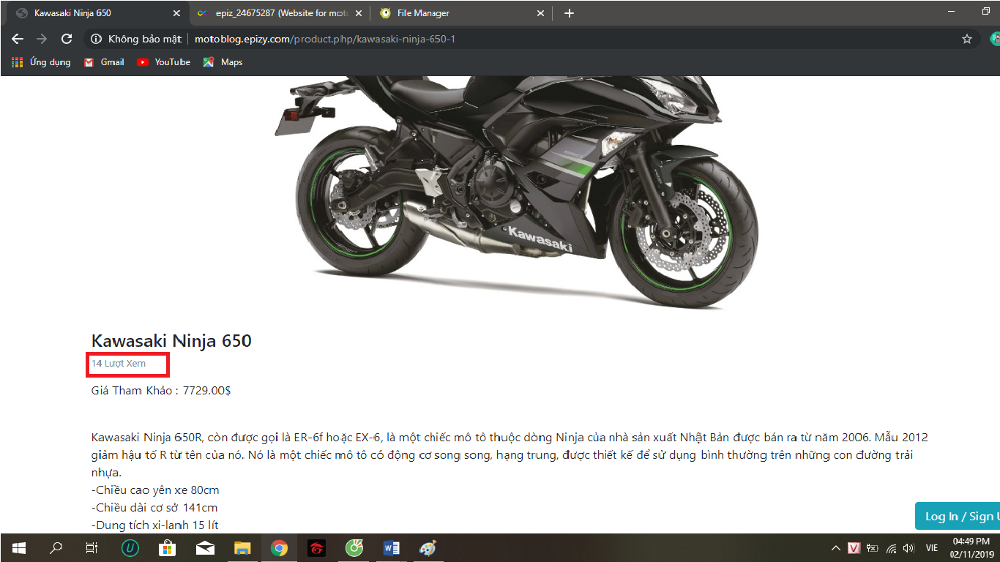 Kawasaki Ninja 650
epiz_24675287 (Website for moto
File Manager
Không bảo mật
motoblog.epizy.com/product.php/kawasaki-ninja-650-1
Ứng dụng
Gmail
YouTube
Maps
Kawasaki
Kawasaki Ninja 650
14 Lượt Xem
Giá Tham Khảo : 7729.00$
Kawasaki Ninja 650R, còn được gọi là ER-6f hoặc EX-6, là một chiếc mô tô thuộc dòng Ninja của nhà sản xuất Nhật Bản được bán ra từ năm 2006. Mẫu 2012
giảm hậu tố R từ tên của nó. Nó là một chiếc mô tô có động cơ song song, hạng trung, được thiết kế để sử dụng bình thường trên những con đường trải
nhựa.
-Chiều cao yên xe 80cm
-Chiều dài cơ sở 141cm
-Dung tích xi-lanh 15 lít
Log In / Sign U
VIE
04:49 PM
02/11/2019